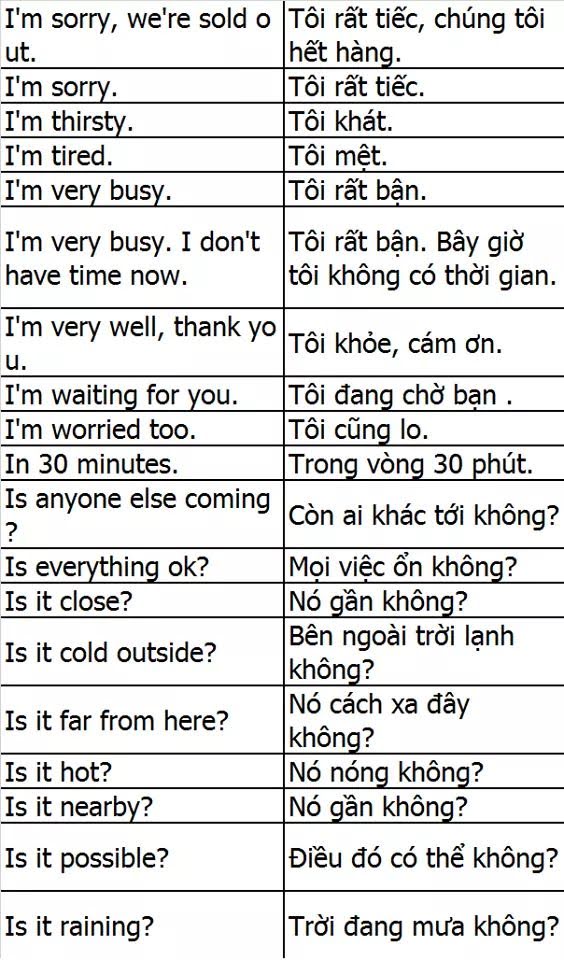 I'm sorry, we're sold o
ut.
Tôi rất tiếc, chúng tôi
hết hàng.
I'm sorry.
Tôi rất tiếc.
I'm thirsty.
Tôi khát.
I'm tired.
Tôi mệt.
I'm very busy.
Tôi rất bận.
I'm very busy. I don't
have time now.
Tôi rất bận. Bây giờ
tôi không có thời gian.
I'm very well, thank yo
u.
Tôi khỏe, cám ơn.
I'm waiting for you.
Tôi đang chờ bạn .
I'm worried too.
Tôi cũng lo.
In 30 minutes.
Trong vòng 30 phút.
Is anyone else coming
?
Còn ai khác tới không?
Is everything ok?
Mọi việc ổn không?
Is it close?
Nó gần không?
Is it cold outside?
Bên ngoài trời lạnh
không?
Is it far from here?
Nó cách xa đây
không?
Is it hot?
Nó nóng không?
Is it nearby?
Nó gần không?
Is it possible?
Điều đó có thể không?
Is it raining?
Trời đang mưa không?